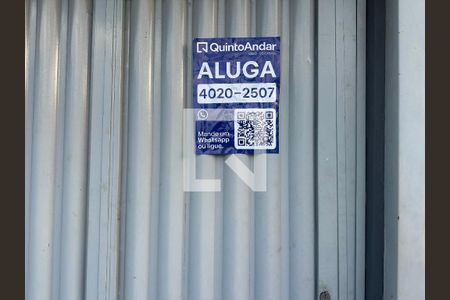 QuintoAndar
ALUGA
4020-2507
Mande um
Whatsapp
ou ligue.